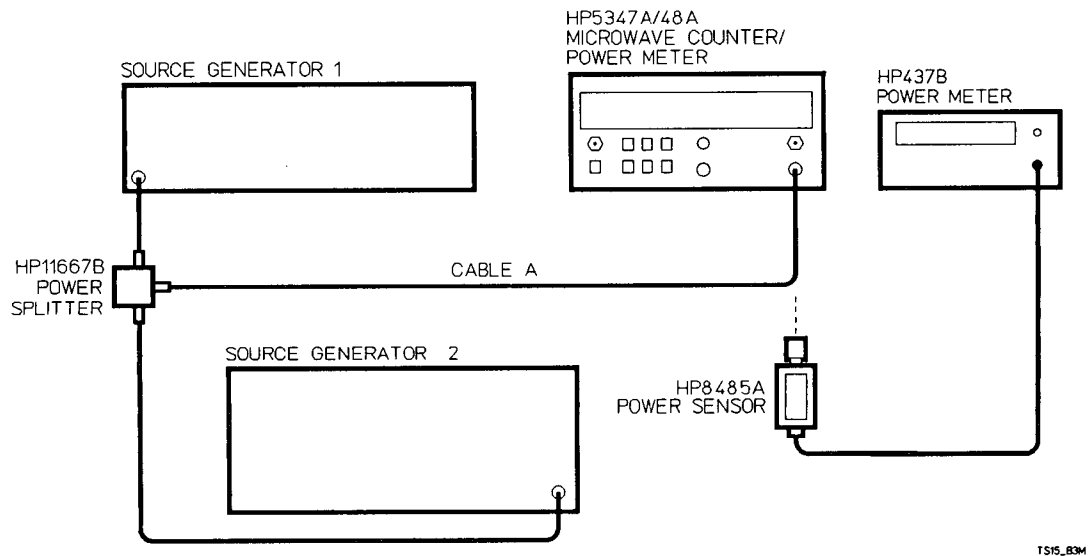 HP5347A/48A
MICROWAVE COUNTER/
POWER METER
SOURCE GENERATOR 1
HP437B
POWER METER
HP11667B
POWER
SPLITTER
CABLE A
SOURCE GENERATOR 2
HP8485A
POWER SENSOR
TS15_B3M